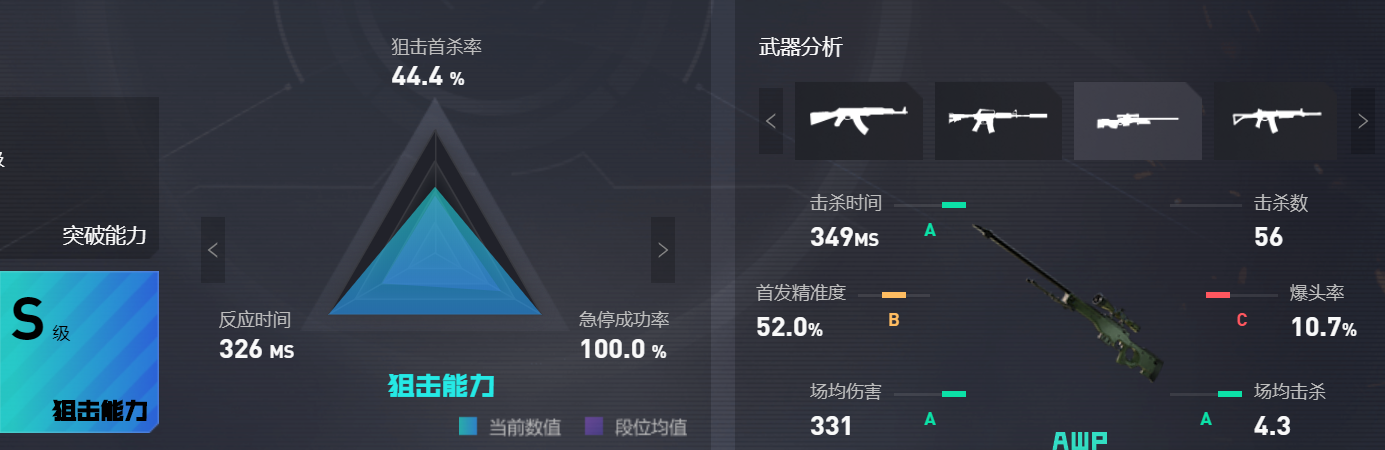 突破能力
S 级
狙击能力
狙击首杀率
44.4 %
反应时间
326 MS
急停成功率
100.0 %
狙击能力
当前数值
段位均值
武器分析
击杀时间
349MS
A
击杀数
56
首发精准度
52.0%
B
爆头率
10.7%
C
场均伤害
331
A
场均击杀
4.3
A
AWP